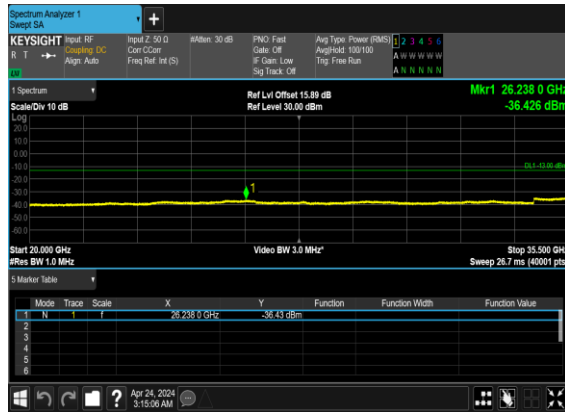 Spectrum Analyzer 1
Swept SA
+
KEYSIGHT Input: RF Input Z: 50 Ω #Atten: 30 dB PNO: Fast Avg Type: Power (RMS) 1 2 3 4 5 6
R T Coupling: DC Corr CCorr Gate: Off Avg|Hold: 100/100 A W W W W W
Align: Auto Freq Ref: Int (S) IF Gain: Low Trig: Free Run
Sig Track: Off A N N N N N
1 Spectrum
Ref Lvl Offset 15.89 dB Mkr1 26.238 0 GHz
Scale/Div 10 dB Ref Level 30.00 dBm -36.426 dBm
Log
20.0
10.0
0.00
-10.0
DL1 -13.00 dBm
-20.0
1
-30.0
-40.0
-50.0
-60.0
Start 20.000 GHz Video BW 3.0 MHz* Stop 35.500 GHz
#Res BW 1.0 MHz Sweep 26.7 ms (40001 pts
5 Marker Table
Mode Trace Scale X Y Function Function Width Function Value
1 N 1 f 26.238 0 GHz -36.43 dBm
2
3
4
5
6
? Apr 24, 2024
3:15:06 AM